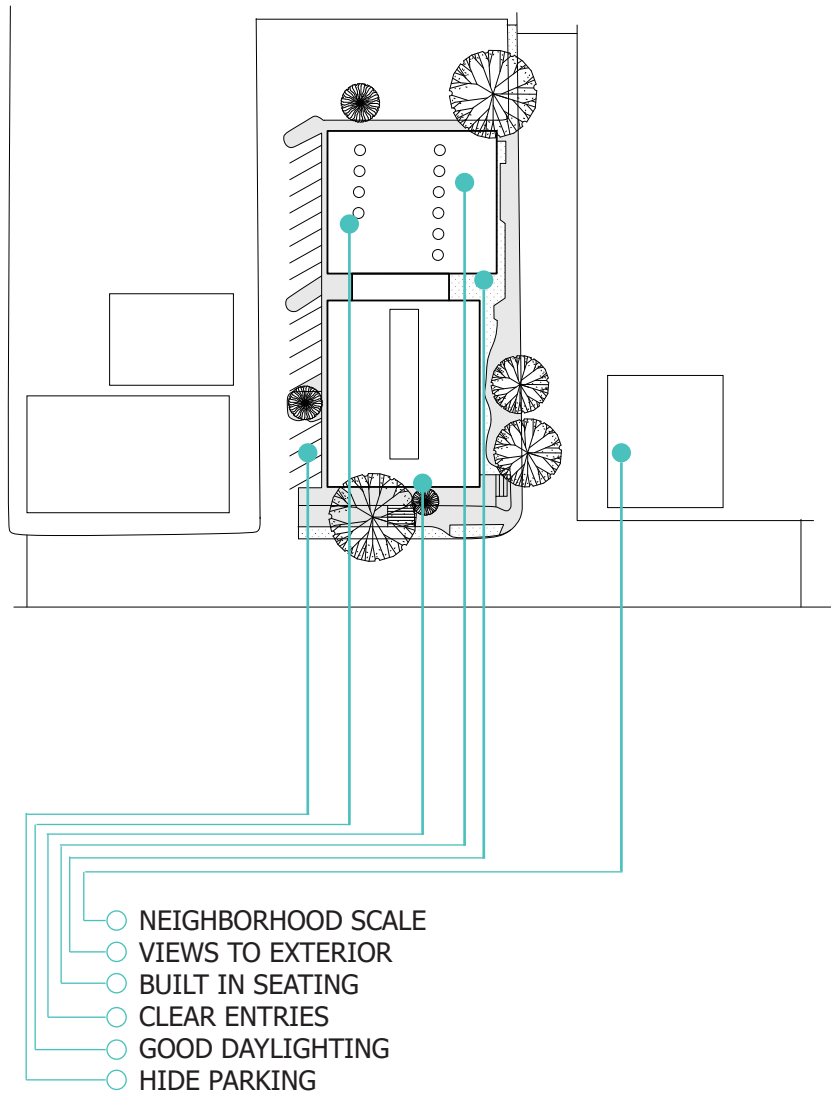 NEIGHBORHOOD SCALE
VIEWS TO EXTERIOR
BUILT IN SEATING
CLEAR ENTRIES
GOOD DAYLIGHTING
HIDE PARKING